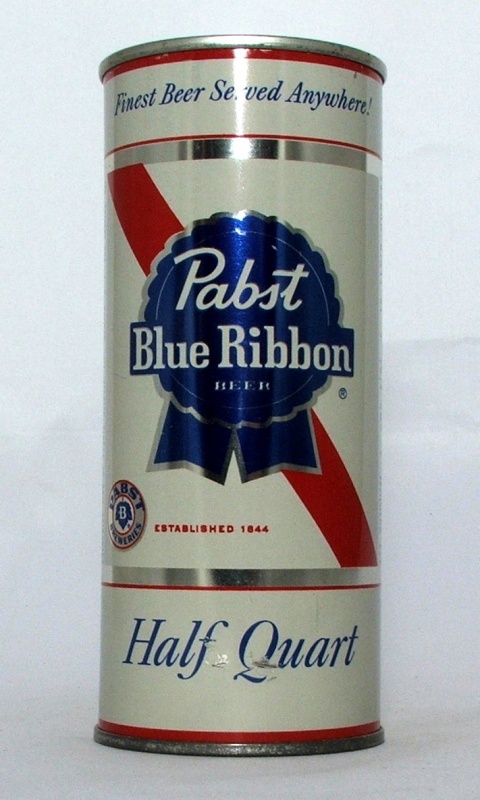 Finest Beer Served Anywhere!
Pabst
Blue Ribbon
BEER
®
PABST
B
BREWERIES
ESTABLISHED 1844
Half Quart